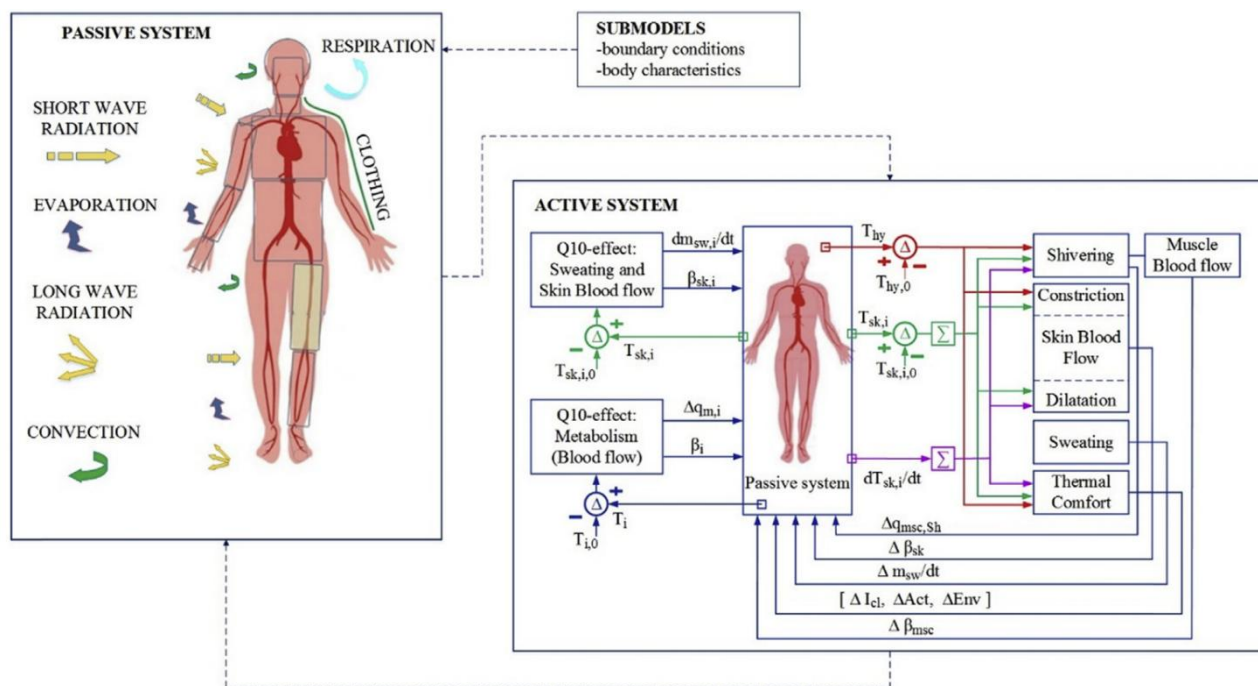 PASSIVE SYSTEM
RESPIRATION
SHORT WAVE
RADIATION
CLOTHING
EVAPORATION
LONG WAVE
RADIATION
CONVECTION
SUBMODELS
-boundary conditions
-body characteristics
ACTIVE SYSTEM
Q10-effect:
Sweating and
Skin Blood flow
dm_sw,i/dt
β_sk,i
+
Δ
−
T_sk,i
T_sk,i,0
Q10-effect:
Metabolism
(Blood flow)
Δq_m,i
β_i
+
Δ
−
T_i
T_i,0
Passive system
T_hy
Δ
+
−
T_hy,0
T_sk,i
Δ
Σ
+
−
T_sk,i,0
Σ
dT_sk,i/dt
Shivering
Muscle
Blood flow
Constriction
Skin Blood
Flow
Dilatation
Sweating
Thermal
Comfort
Δq_msc,Sh
Δ β_sk
Δ m_sw/dt
[ Δ I_cl, ΔAct, ΔEnv ]
Δ β_msc